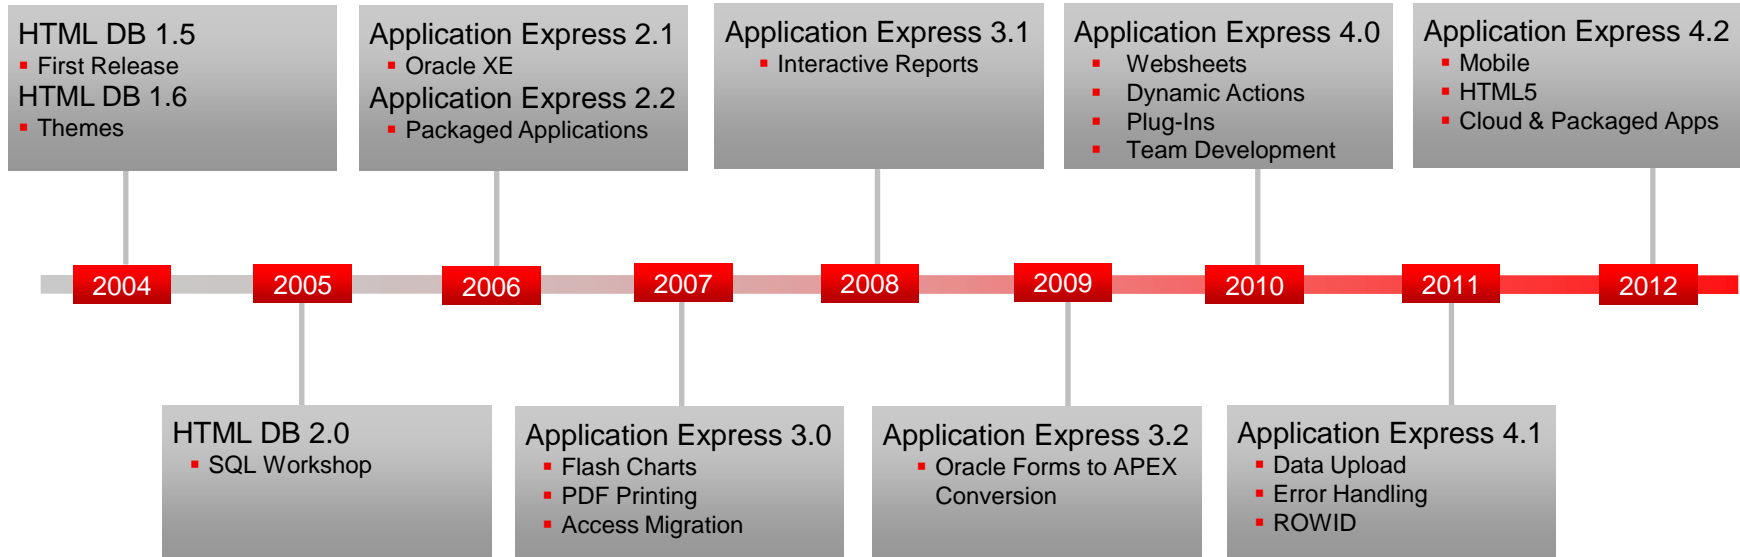 HTML DB 1.5
First Release
HTML DB 1.6
Themes
Application Express 2.1
Oracle XE
Application Express 2.2
Packaged Applications
Application Express 3.1
Interactive Reports
Application Express 4.0
Websheets
Dynamic Actions
Plug-Ins
Team Development
Application Express 4.2
Mobile
HTML5
Cloud & Packaged Apps
2004
2005
2006
2007
2008
2009
2010
2011
2012
HTML DB 2.0
SQL Workshop
Application Express 3.0
Flash Charts
PDF Printing
Access Migration
Application Express 3.2
Oracle Forms to APEX
Conversion
Application Express 4.1
Data Upload
Error Handling
ROWID